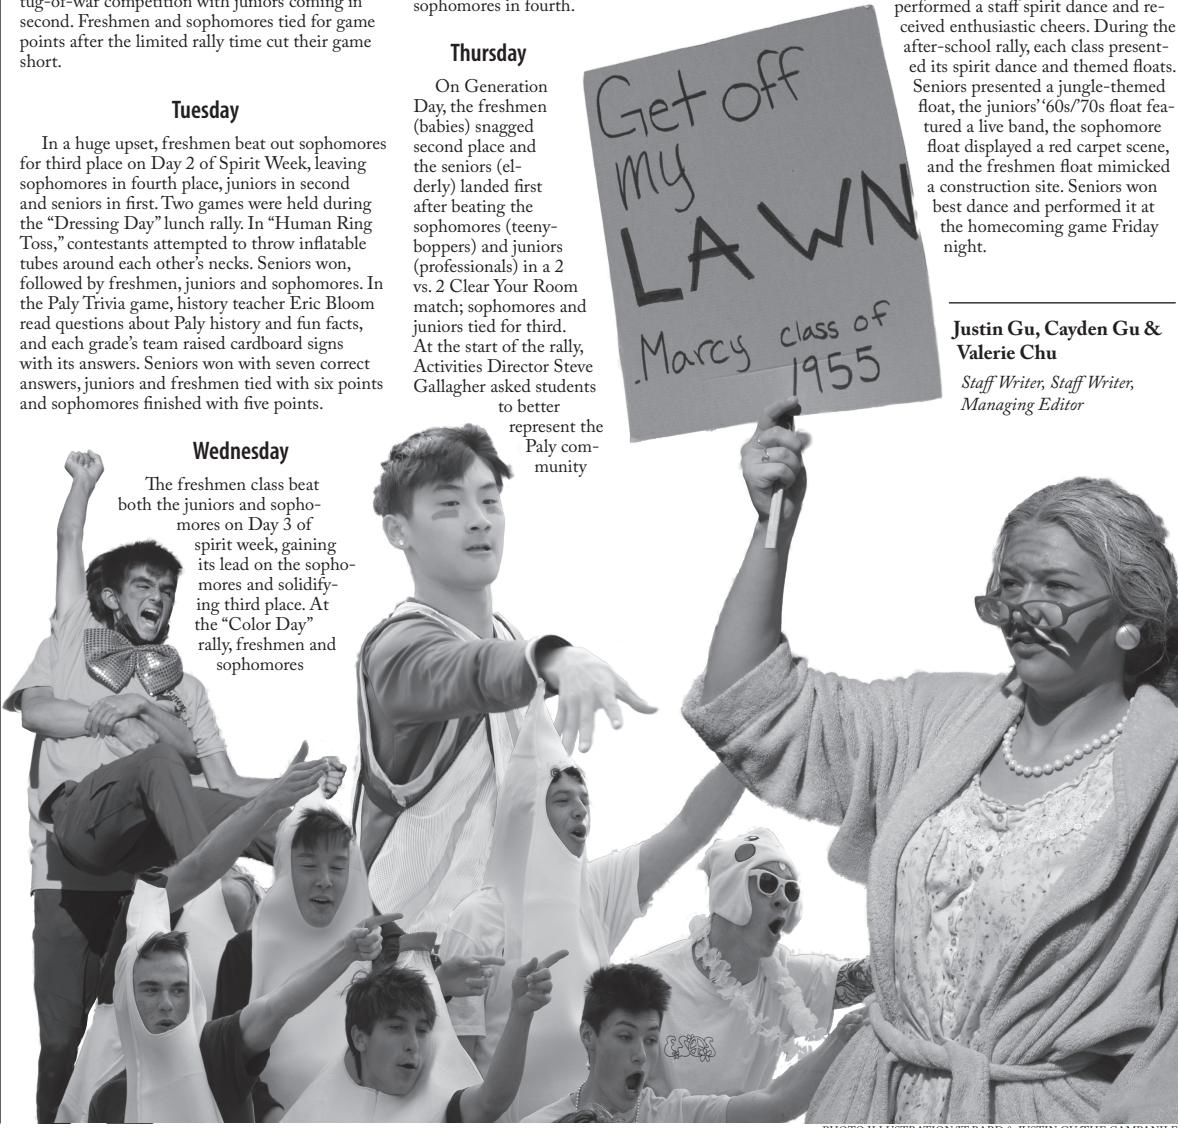 tug-of-war competition with juniors coming in
second. Freshmen and sophomores tied for game
points after the limited rally time cut their game
short.
Tuesday
In a huge upset, freshmen beat out sophomores
for third place on Day 2 of Spirit Week, leaving
sophomores in fourth place, juniors in second
and seniors in first. Two games were held during
the “Dressing Day” lunch rally. In “Human Ring
Toss,” contestants attempted to throw inflatable
tubes around each other’s necks. Seniors won,
followed by freshmen, juniors and sophomores. In
the Paly Trivia game, history teacher Eric Bloom
read questions about Paly history and fun facts,
and each grade’s team raised cardboard signs
with its answers. Seniors won with seven correct
answers, juniors and freshmen tied with six points
and sophomores finished with five points.
Wednesday
The freshmen class beat
both the juniors and sopho-
mores on Day 3 of
spirit week, gaining
its lead on the sopho-
mores and solidify-
ing third place. At
the “Color Day”
rally, freshmen and
sophomores
sophomores in fourth.
Thursday
On Generation
Day, the freshmen
(babies) snagged
second place and
the seniors (el-
derly) landed first
after beating the
sophomores (teeny-
boppers) and juniors
(professionals) in a 2
vs. 2 Clear Your Room
match; sophomores and
juniors tied for third.
At the start of the rally,
Activities Director Steve
Gallagher asked students
to better
represent the
Paly com-
munity
Get off
my
LAWN
.Marcy class of
1955
performed a staff spirit dance and re-
ceived enthusiastic cheers. During the
after-school rally, each class present-
ed its spirit dance and themed floats.
Seniors presented a jungle-themed
float, the juniors’ ‘60s/’70s float fea-
tured a live band, the sophomore
float displayed a red carpet scene,
and the freshmen float mimicked
a construction site. Seniors won
best dance and performed it at
the homecoming game Friday
night.
Justin Gu, Cayden Gu &
Valerie Chu
Staff Writer, Staff Writer,
Managing Editor